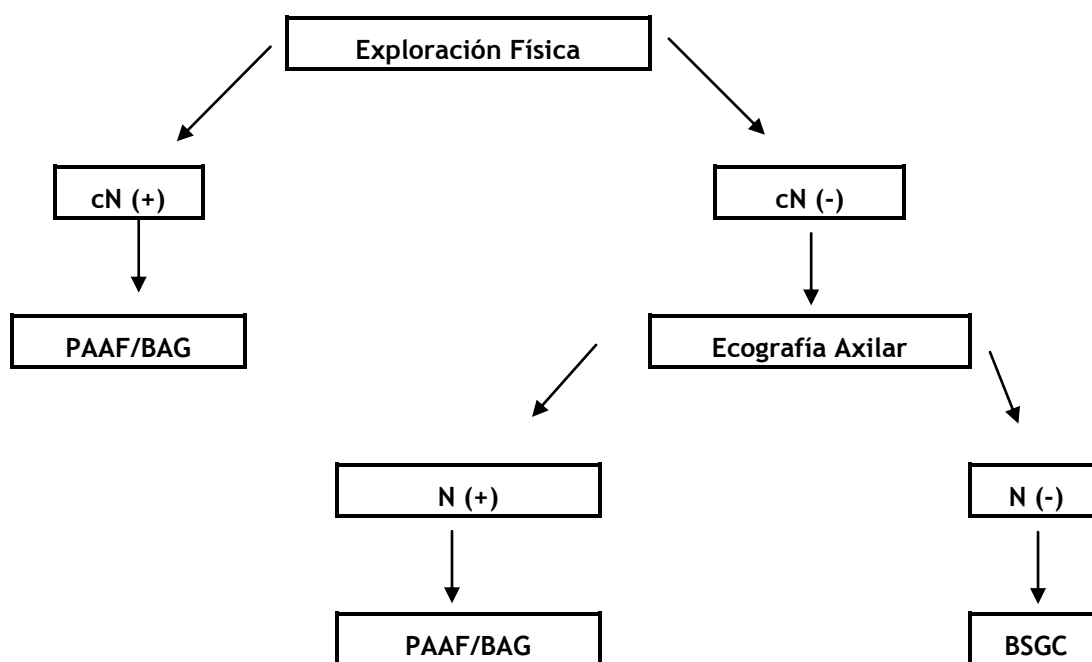 Exploración Física
cN (+)
cN (-)
PAAF/BAG
Ecografía Axilar
N (+)
N (-)
PAAF/BAG
BSGC